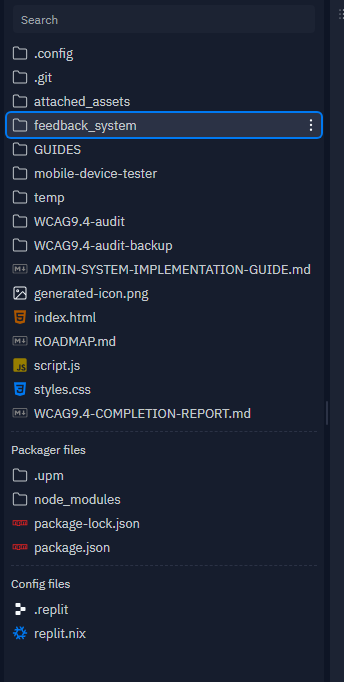 Search
.config
.git
attached_assets
feedback_system
GUIDES
mobile-device-tester
temp
WCAG9.4-audit
WCAG9.4-audit-backup
ADMIN-SYSTEM-IMPLEMENTATION-GUIDE.md
generated-icon.png
index.html
ROADMAP.md
JS script.js
styles.css
WCAG9.4-COMPLETION-REPORT.md
Packager files
.upm
node_modules
package-lock.json
package.json
Config files
.replit
replit.nix